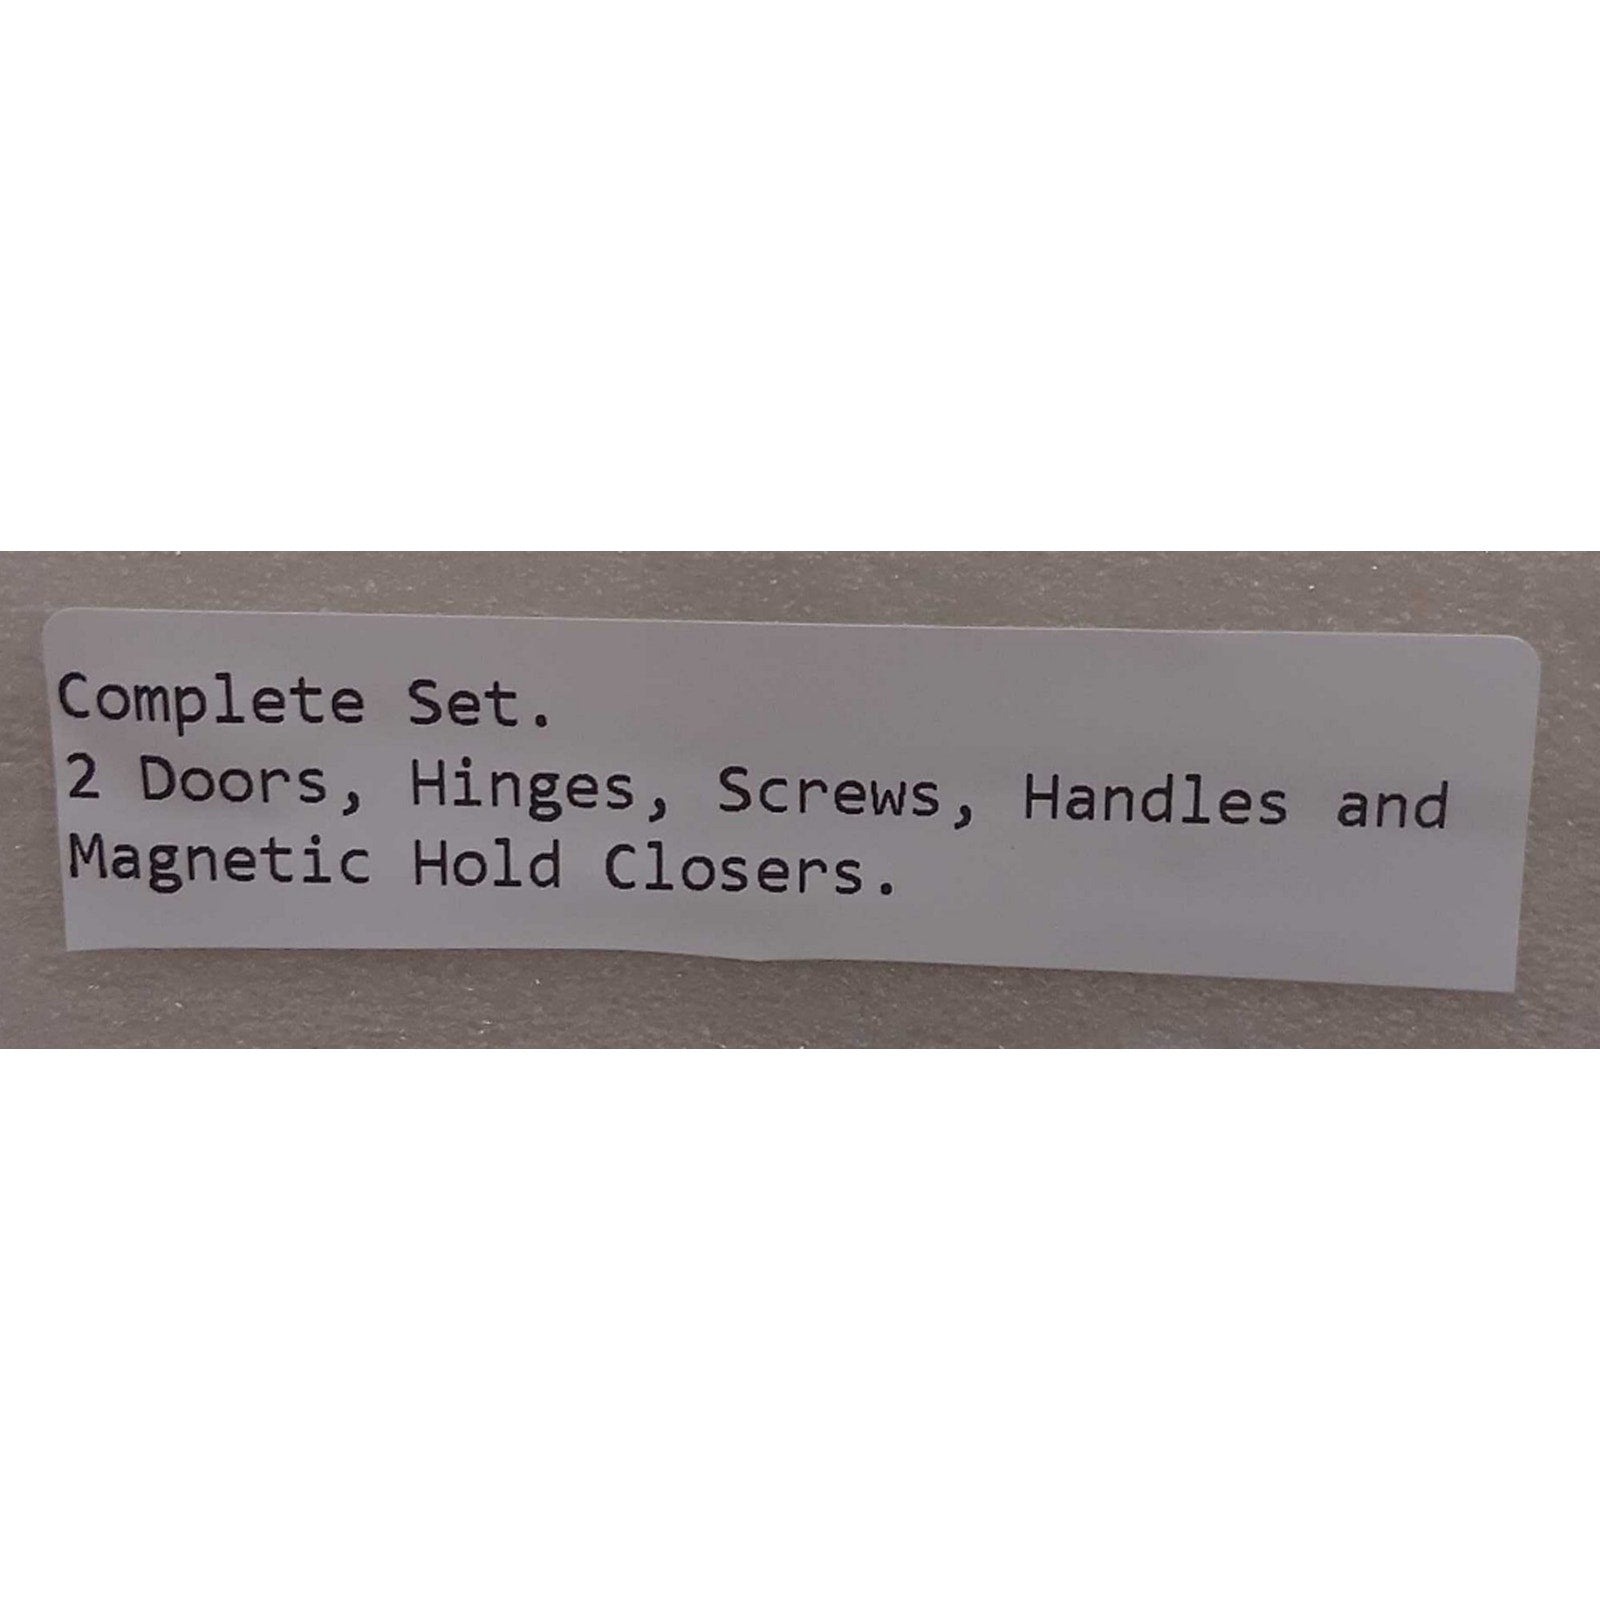 Complete Set.
2 Doors, Hinges, Screws, Handles and
Magnetic Hold Closers.